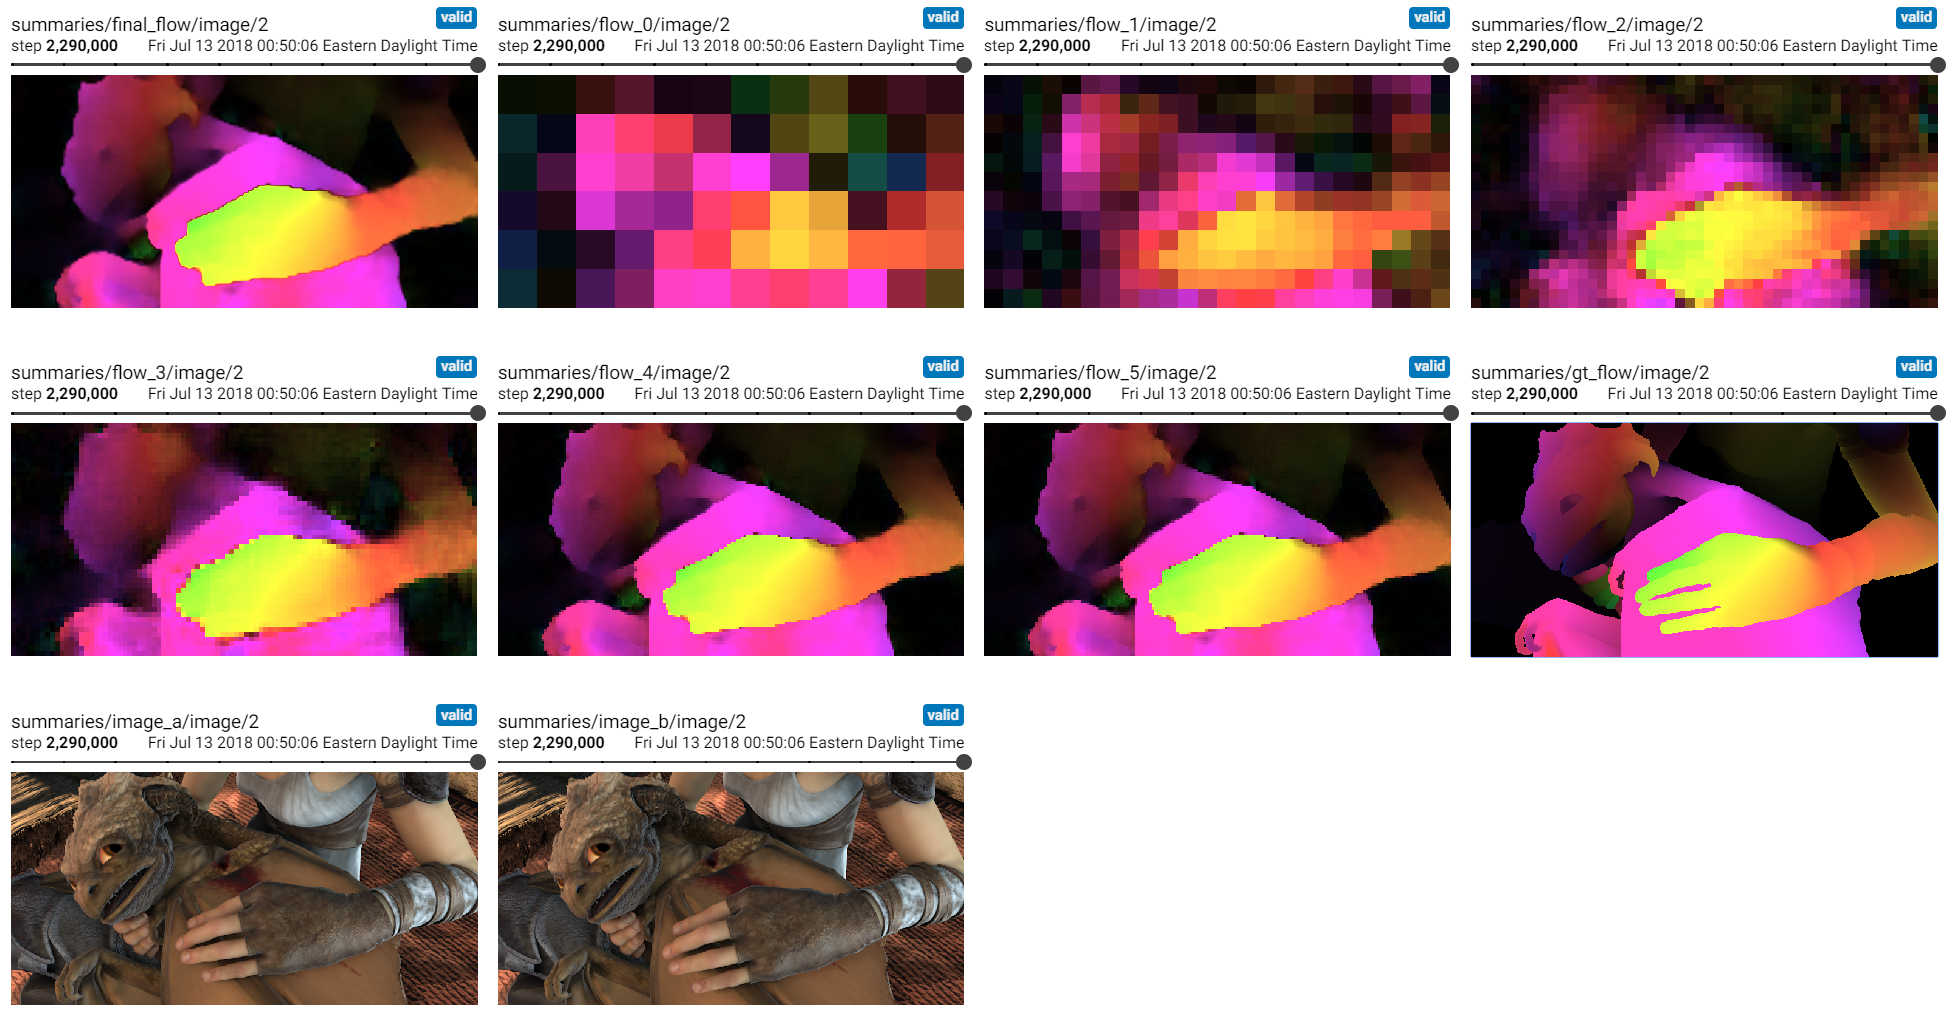 summaries/final_flow/image/2 valid
step 2,290,000 Fri Jul 13 2018 00:50:06 Eastern Daylight Time
summaries/flow_0/image/2 valid
step 2,290,000 Fri Jul 13 2018 00:50:06 Eastern Daylight Time
summaries/flow_1/image/2 valid
step 2,290,000 Fri Jul 13 2018 00:50:06 Eastern Daylight Time
summaries/flow_2/image/2 valid
step 2,290,000 Fri Jul 13 2018 00:50:06 Eastern Daylight Time
summaries/flow_3/image/2 valid
step 2,290,000 Fri Jul 13 2018 00:50:06 Eastern Daylight Time
summaries/flow_4/image/2 valid
step 2,290,000 Fri Jul 13 2018 00:50:06 Eastern Daylight Time
summaries/flow_5/image/2 valid
step 2,290,000 Fri Jul 13 2018 00:50:06 Eastern Daylight Time
summaries/gt_flow/image/2 valid
step 2,290,000 Fri Jul 13 2018 00:50:06 Eastern Daylight Time
summaries/image_a/image/2 valid
step 2,290,000 Fri Jul 13 2018 00:50:06 Eastern Daylight Time
summaries/image_b/image/2 valid
step 2,290,000 Fri Jul 13 2018 00:50:06 Eastern Daylight Time